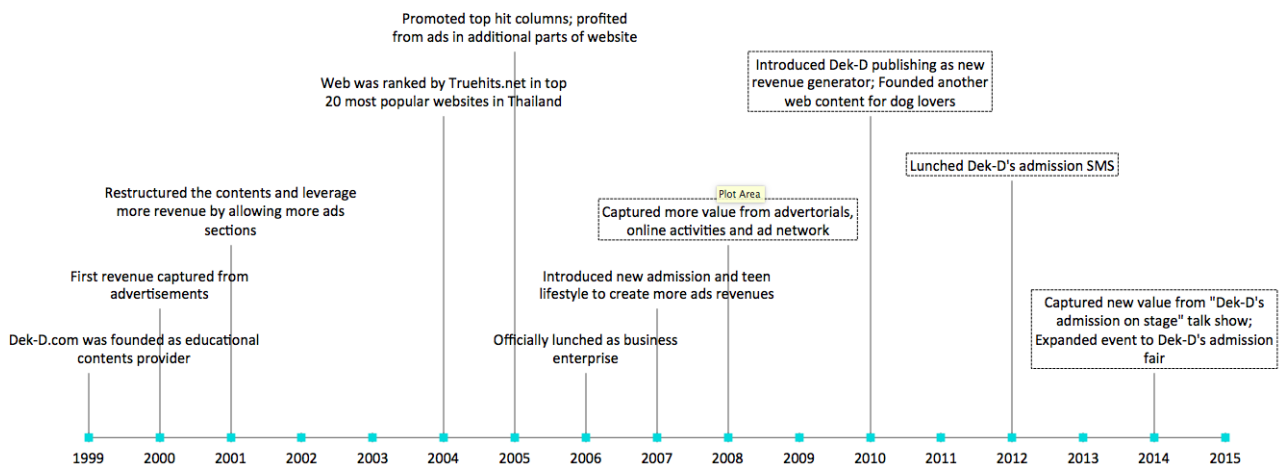 Promoted top hit columns; profited
from ads in additional parts of website
Web was ranked by Truehits.net in top
20 most popular websites in Thailand
Introduced Dek-D publishing as new
revenue generator; Founded another
web content for dog lovers
Lunched Dek-D's admission SMS
Restructured the contents and leverage
more revenue by allowing more ads
sections
Plot Area
Captured more value from advertorials,
online activities and ad network
First revenue captured from
advertisements
Introduced new admission and teen
lifestyle to create more ads revenues
Captured new value from "Dek-D's
admission on stage" talk show;
Expanded event to Dek-D's admission
fair
Dek-D.com was founded as educational
contents provider
Officially lunched as business
enterprise
1999 2000 2001 2002 2003 2004 2005 2006 2007 2008 2009 2010 2011 2012 2013 2014 2015